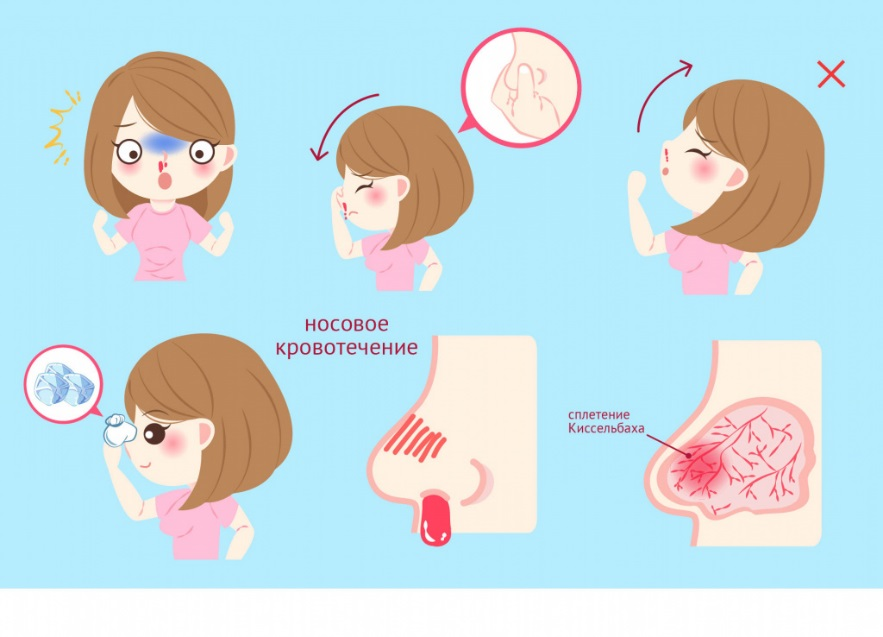 носовое
кровотечение
сплетение
Киссельбаха